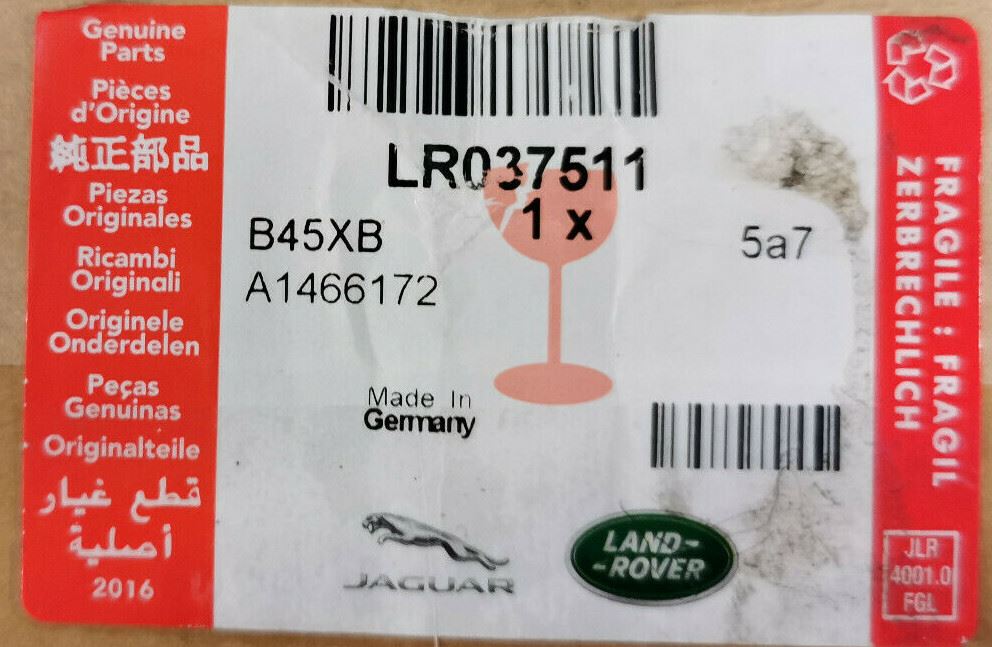 Genuine
Parts
Pièces
d'Origine
純正部品
Piezas
Originales
Ricambi
Originali
Originele
Onderdelen
Peças
Genuinas
Originalteile
قطع غيار
أصلية
2016
LR037511
1 x
B45XB
5a7
A1466172
Made In
Germany
JAGUAR
LAND-
-ROVER
FRAGILE : FRAGIL
ZERBRECHLICH
JLR
4001.0
FGL